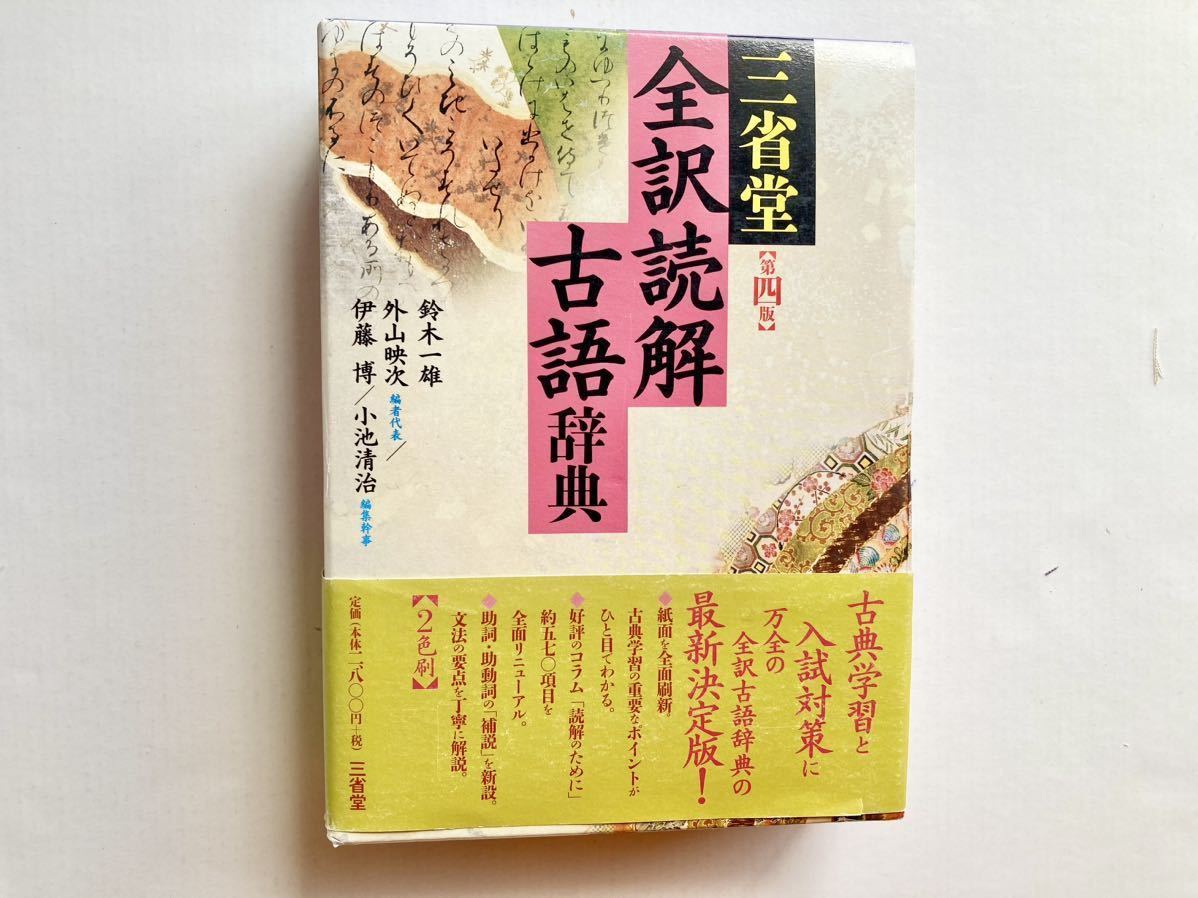 三省堂
【第四版】
全訳読解
古語辞典
鈴木一雄
外山映次 編者代表／
伊藤 博／小池清治 編集幹事
古典学習と
入試対策に
万全の
全訳古語辞典の
最新決定版！
◆紙面を全面刷新。
古典学習の重要なポイントが
ひと目でわかる。
◆好評のコラム「読解のために」
約五七〇項目を
全面リニューアル。
◆助詞・助動詞の「補説」を新設。
文法の要点を丁寧に解説。
【2色刷】
定価（本体二、八〇〇円＋税） 三省堂